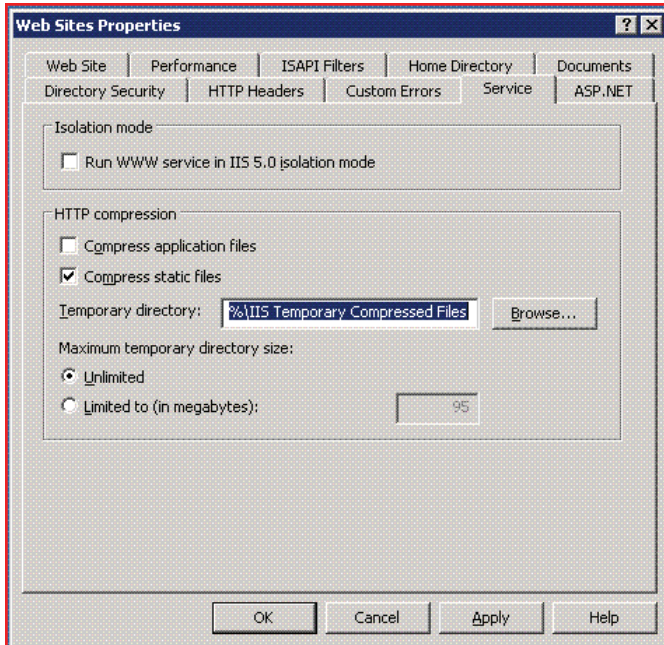 Web Sites Properties
Web Site Performance ISAPI Filters Home Directory Documents
Directory Security HTTP Headers Custom Errors Service ASP.NET
Isolation mode
Run WWW service in IIS 5.0 isolation mode
HTTP compression
Compress application files
Compress static files
Temporary directory: %\IIS Temporary Compressed Files Browse...
Maximum temporary directory size:
Unlimited
Limited to (in megabytes): 95
OK Cancel Apply Help